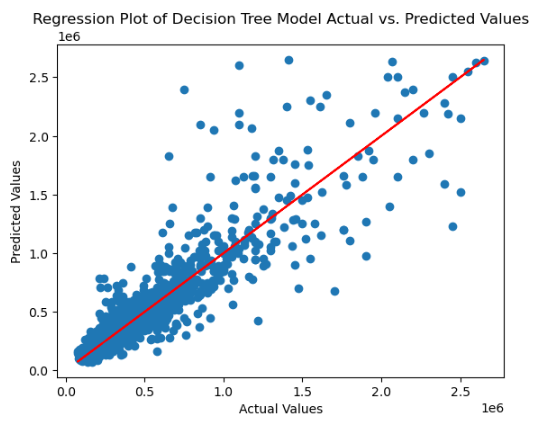 Regression Plot of Decision Tree Model Actual vs. Predicted Values
1e6
2.5
2.0
1.5
1.0
0.5
0.0
Predicted Values
0.0 0.5 1.0 1.5 2.0 2.5
Actual Values
1e6